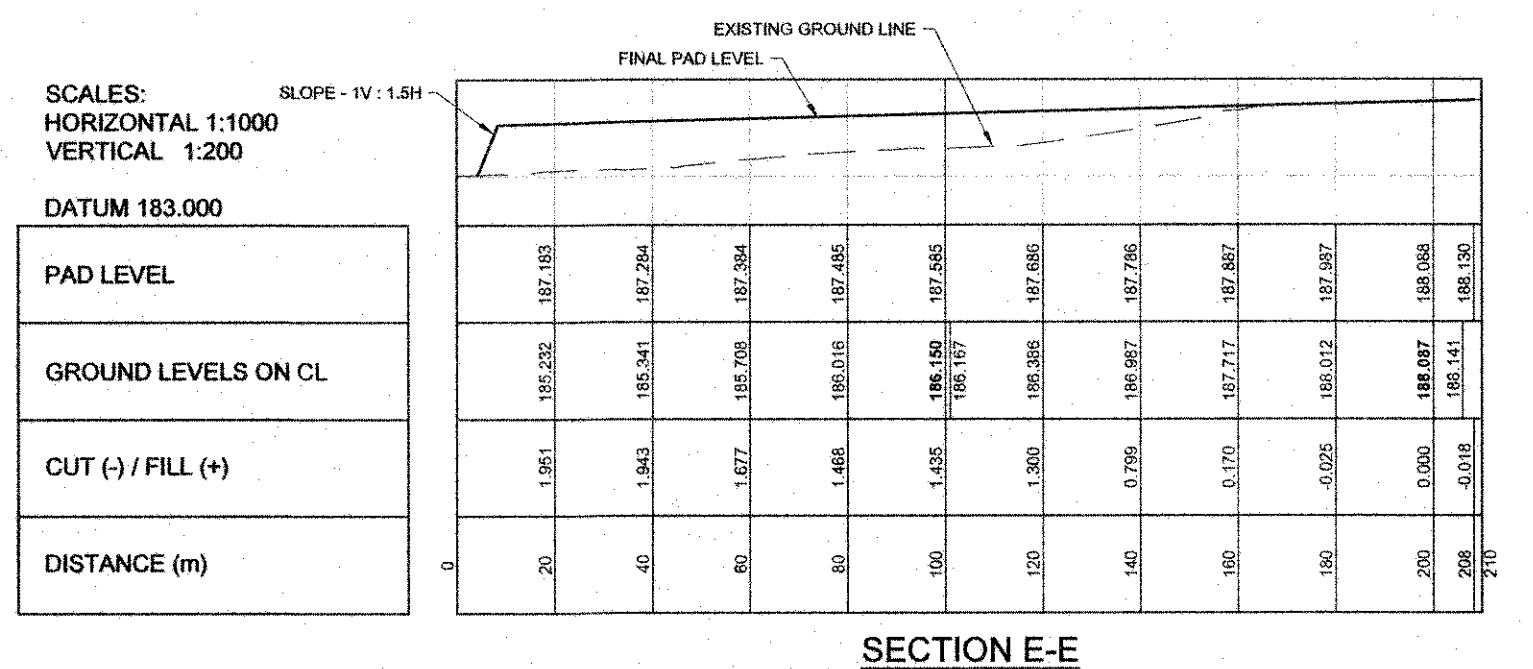 EXISTING GROUND LINE
FINAL PAD LEVEL
SCALES:
SLOPE - 1V : 1.5H
HORIZONTAL 1:1000
VERTICAL 1:200
DATUM 183.000
PAD LEVEL
187.183 187.284 187.384 187.485 187.585 187.686 187.786 187.887 187.987 188.088 188.130
GROUND LEVELS ON CL
185.232 185.341 185.708 186.016 186.150 186.167 186.386 186.987 187.717 188.012 188.087 186.141
CUT (-) / FILL (+)
1.951 1.943 1.677 1.468 1.435 1.300 0.799 0.170 -0.025 0.000 -0.018
DISTANCE (m)
0 20 40 60 80 100 120 140 160 180 200 208 210
SECTION E-E